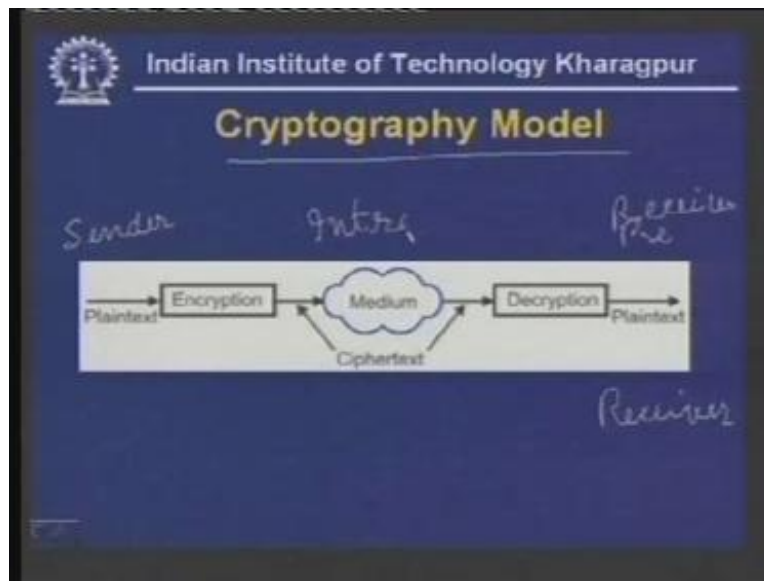 Indian Institute of Technology Kharagpur
Cryptography Model
Sender
Plaintext
Encryption
Medium
Decryption
Plaintext
Ciphertext
Receiver